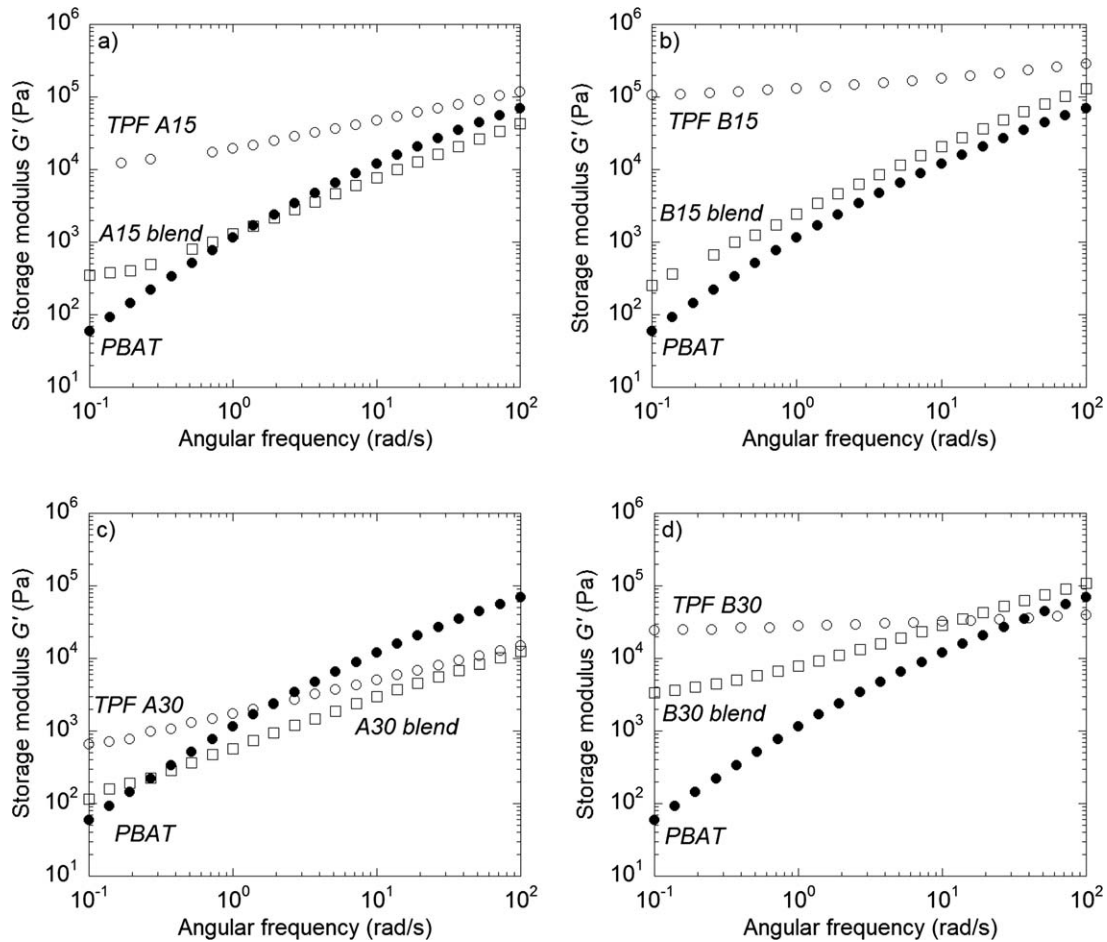 a)
Storage modulus G′ (Pa)
10^6
10^5
10^4
10^3
10^2
10^1
TPF A15
A15 blend
PBAT
10^-1 10^0 10^1 10^2
Angular frequency (rad/s)
b)
Storage modulus G′ (Pa)
10^6
10^5
10^4
10^3
10^2
10^1
TPF B15
B15 blend
PBAT
10^-1 10^0 10^1 10^2
Angular frequency (rad/s)
c)
Storage modulus G′ (Pa)
10^6
10^5
10^4
10^3
10^2
10^1
TPF A30
A30 blend
PBAT
10^-1 10^0 10^1 10^2
Angular frequency (rad/s)
d)
Storage modulus G′ (Pa)
10^6
10^5
10^4
10^3
10^2
10^1
TPF B30
B30 blend
PBAT
10^-1 10^0 10^1 10^2
Angular frequency (rad/s)